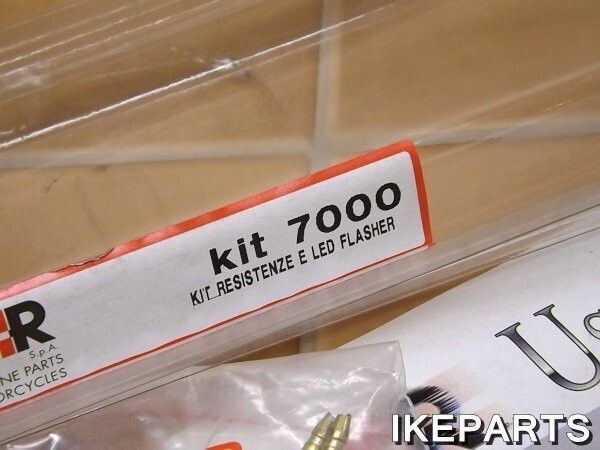 kit 7000
KIT RESISTENZE E LED FLASHER
R
S.p.A.
NE PARTS
ORCYCLES
IKEPARTS